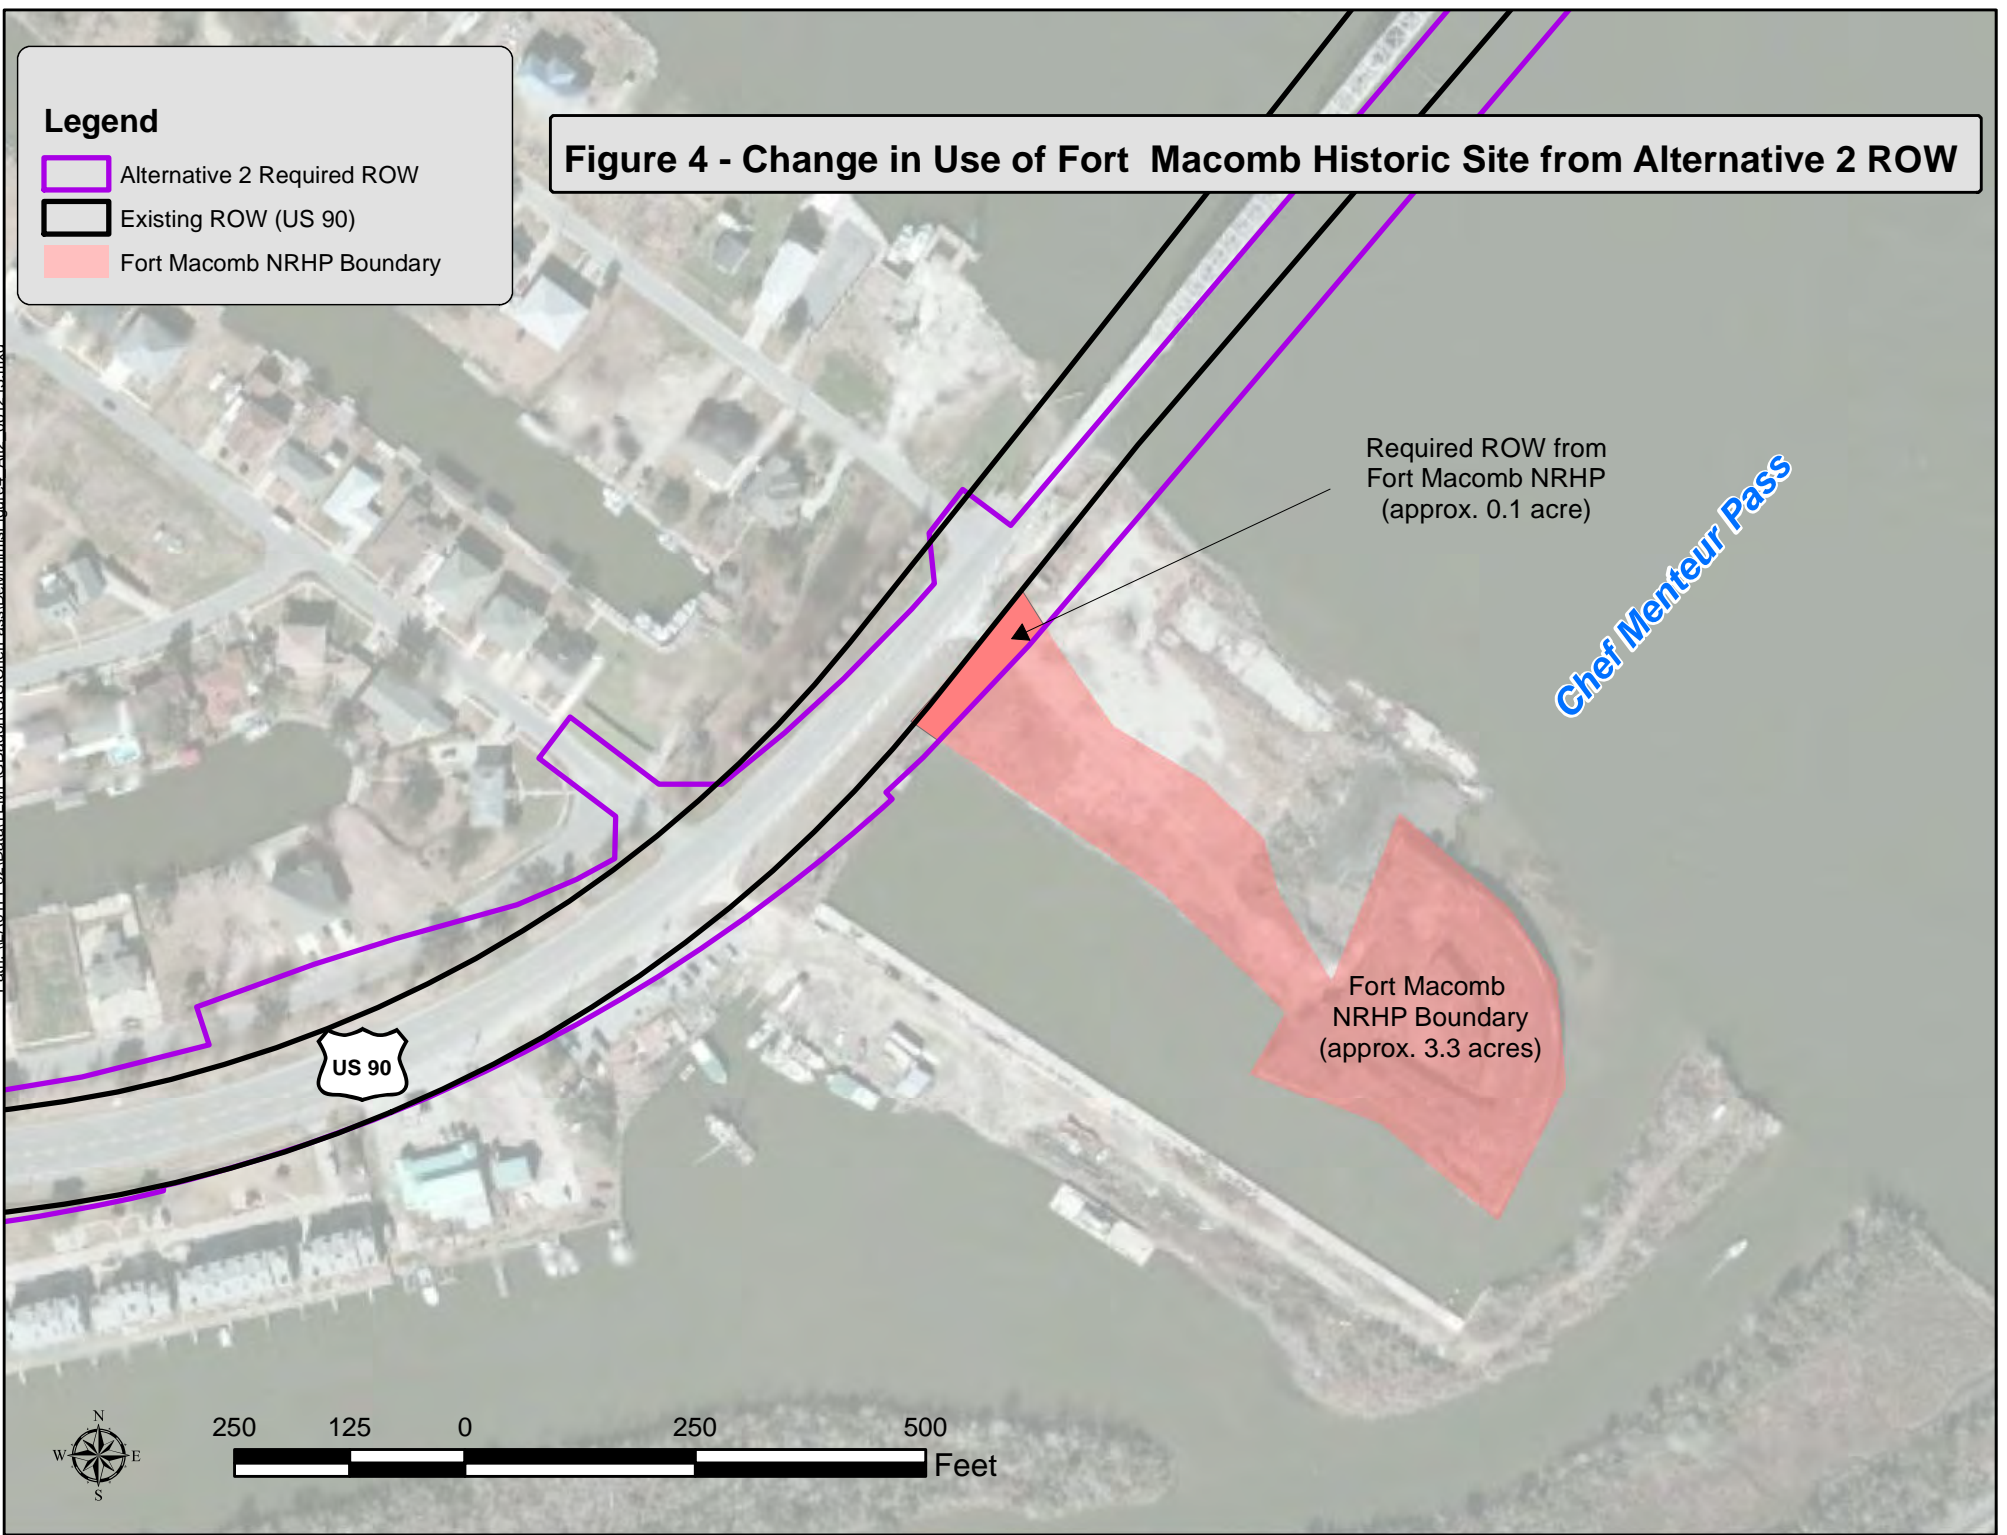 Legend
Alternative 2 Required ROW
Existing ROW (US 90)
Fort Macomb NRHP Boundary
Figure 4 - Change in Use of Fort Macomb Historic Site from Alternative 2 ROW
Required ROW from
Fort Macomb NRHP
(approx. 0.1 acre)
Chef Menteur Pass
Fort Macomb
NRHP Boundary
(approx. 3.3 acres)
US 90
N
W E
S
250 125 0 250 500
Feet